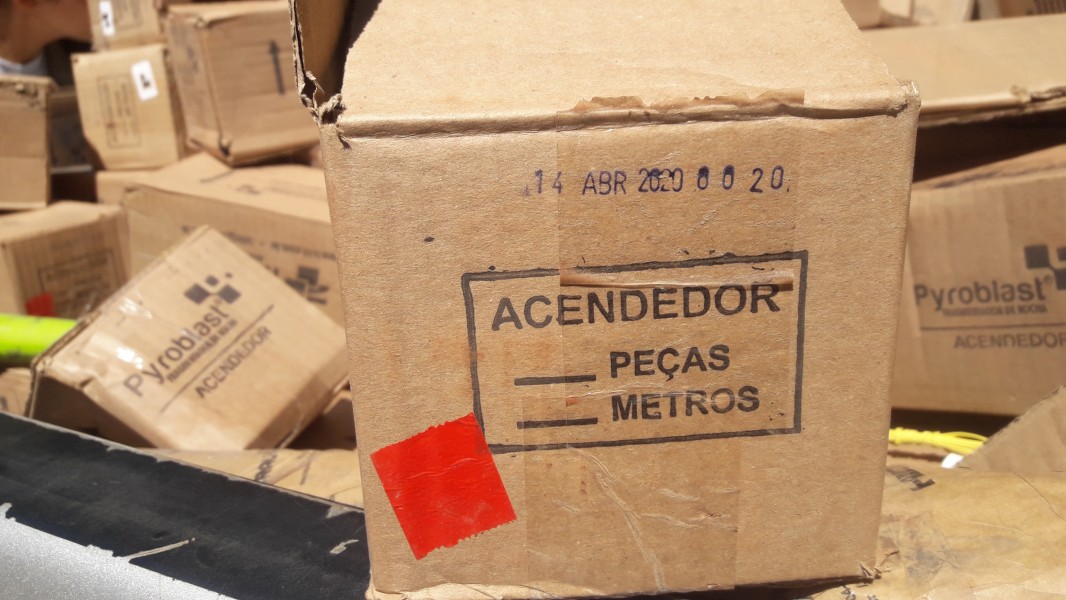 14 ABR 2020 0 0 20
ACENDEDOR
PEÇAS
METROS
Pyroblast®
ACENDEDOR
Pyroblast®
ACENDEDOR